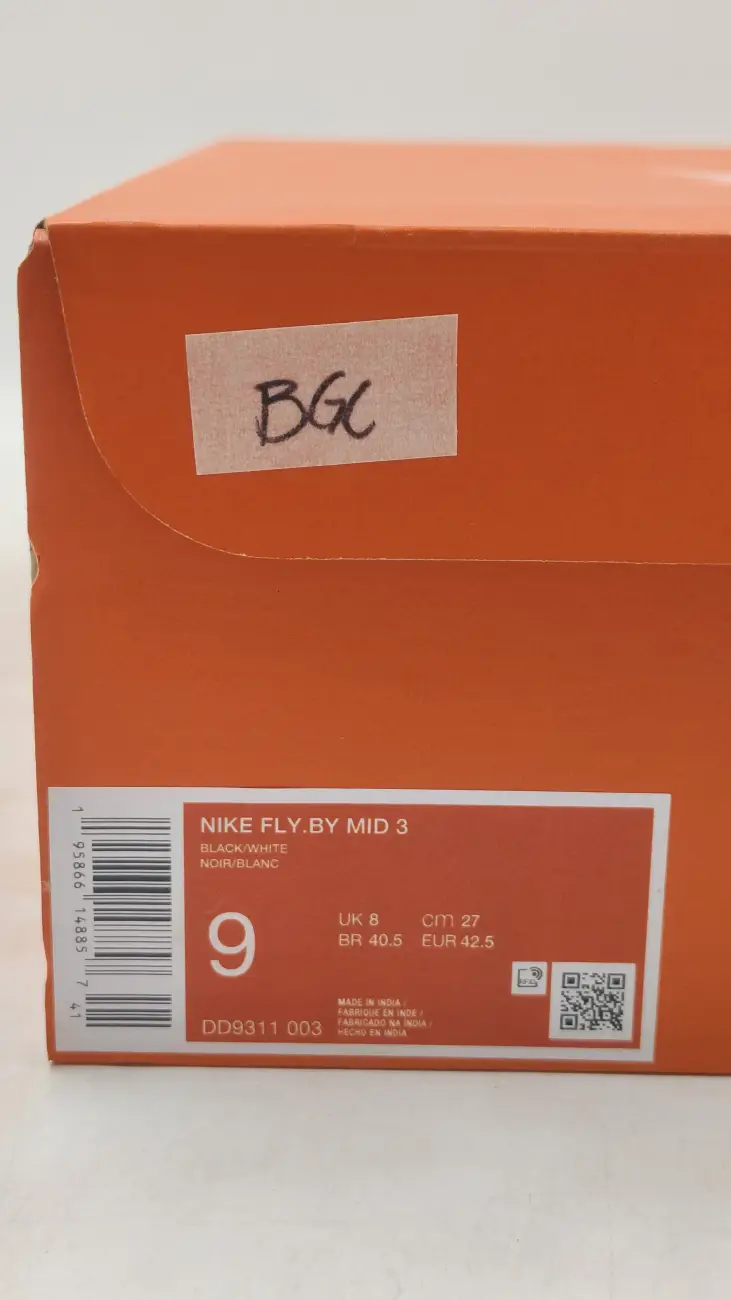 BGC
NIKE FLY.BY MID 3
BLACK/WHITE
NOIR/BLANC
9
UK 8 cm 27
BR 40.5 EUR 42.5
MADE IN INDIA /
FABRIQUE EN INDE /
FABRICADO NA ÍNDIA /
HECHO EN INDIA
DD9311 003
1 95866 14885 7 41